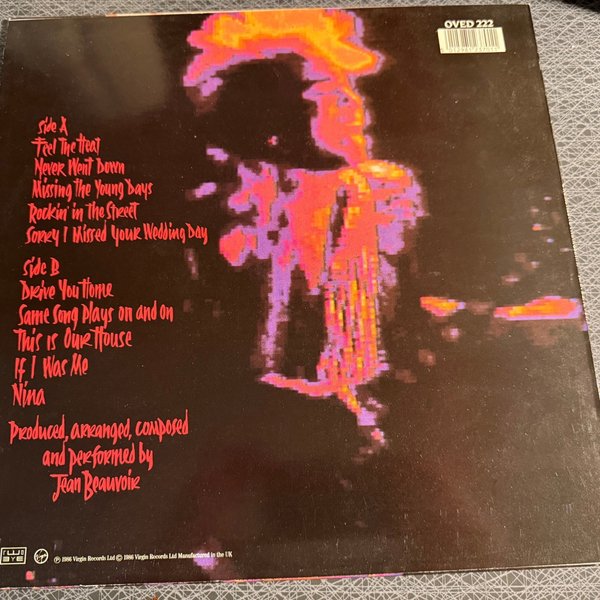 OVED 222
Side A
Feel The Heat
Never Went Down
Missing the Young Days
Rockin' in the Street
Sorry I Missed Your Wedding Day
Side B
Drive You Home
Same Song Plays on and on
This is Our House
If I Was Me
Nina
Produced, arranged, composed
and performed by
Jean Beauvoir
Ⓟ 1986 Virgin Records Ltd © 1986 Virgin Records Ltd Manufactured in the UK